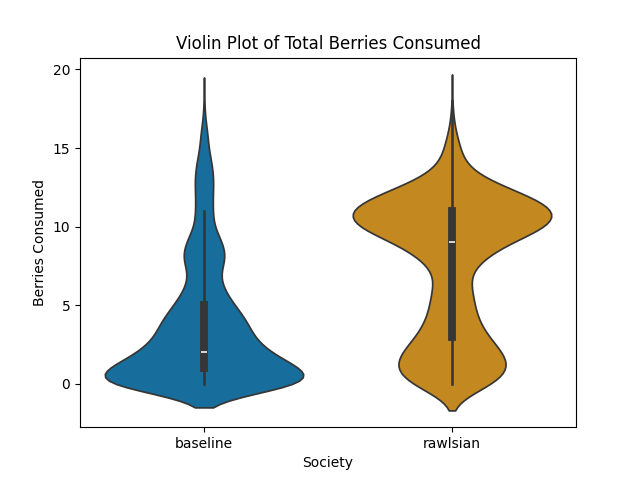 Violin Plot of Total Berries Consumed
20
15
10
5
0
Berries Consumed
baseline
rawlsian
Society